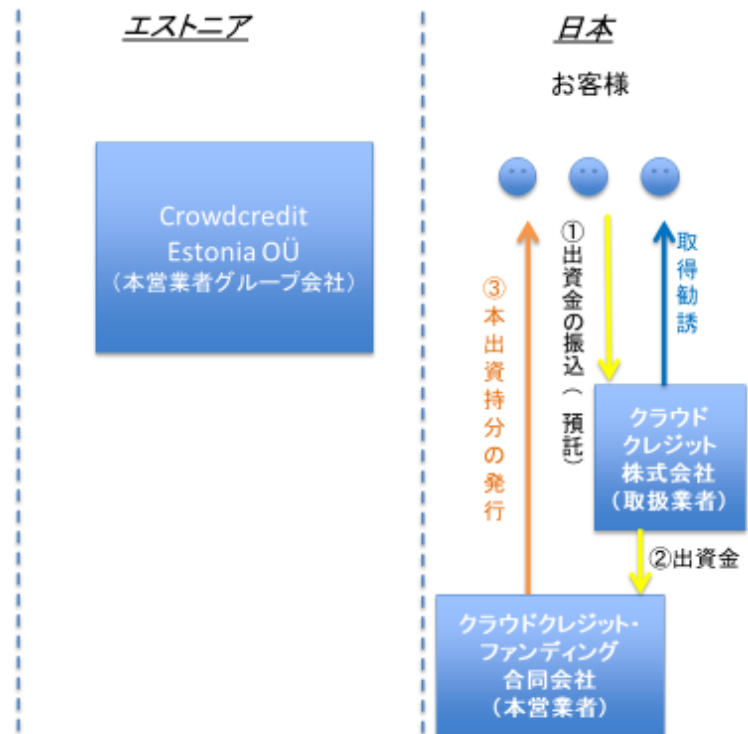 エストニア
日本
お客様
Crowdcredit
Estonia OÜ
（本営業者グループ会社）
①出資金の振込（預託）
取得勧誘
③本出資持分の発行
クラウド
クレジット
株式会社
（取扱業者）
②出資金
クラウドクレジット・
ファンディング
合同会社
（本営業者）